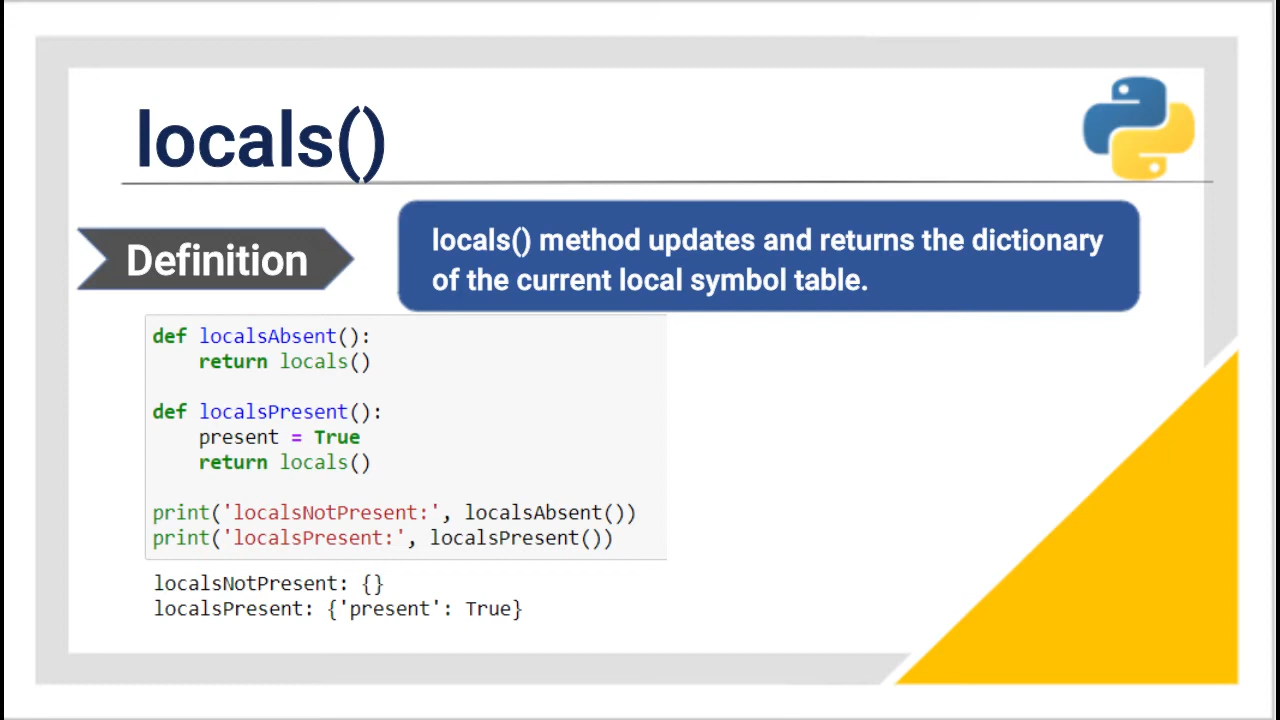 locals()
Definition
locals() method updates and returns the dictionary
of the current local symbol table.
def localsAbsent():
    return locals()
def localsPresent():
    present = True
    return locals()
print('localsNotPresent:', localsAbsent())
print('localsPresent:', localsPresent())
localsNotPresent: {}
localsPresent: {'present': True}